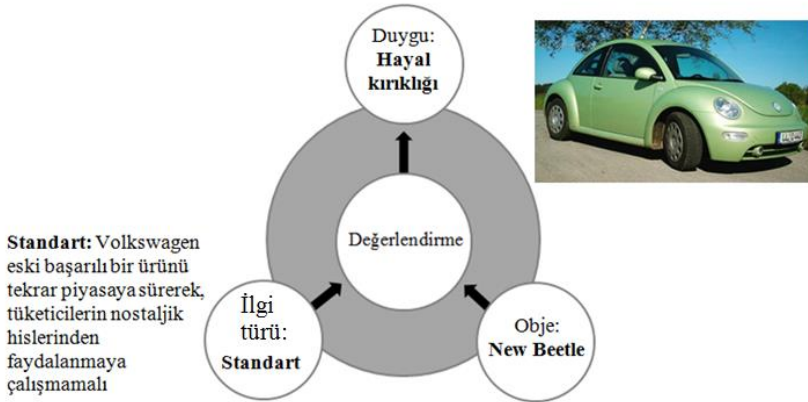 Duygu:
Hayal
kırıklığı
Değerlendirme
Standart: Volkswagen
eski başarılı bir ürünü
tekrar piyasaya sürerek,
tüketicilerin nostaljik
hislerinden
faydalanmaya
çalışmamalı
İlgi
türü:
Standart
Obje:
New Beetle